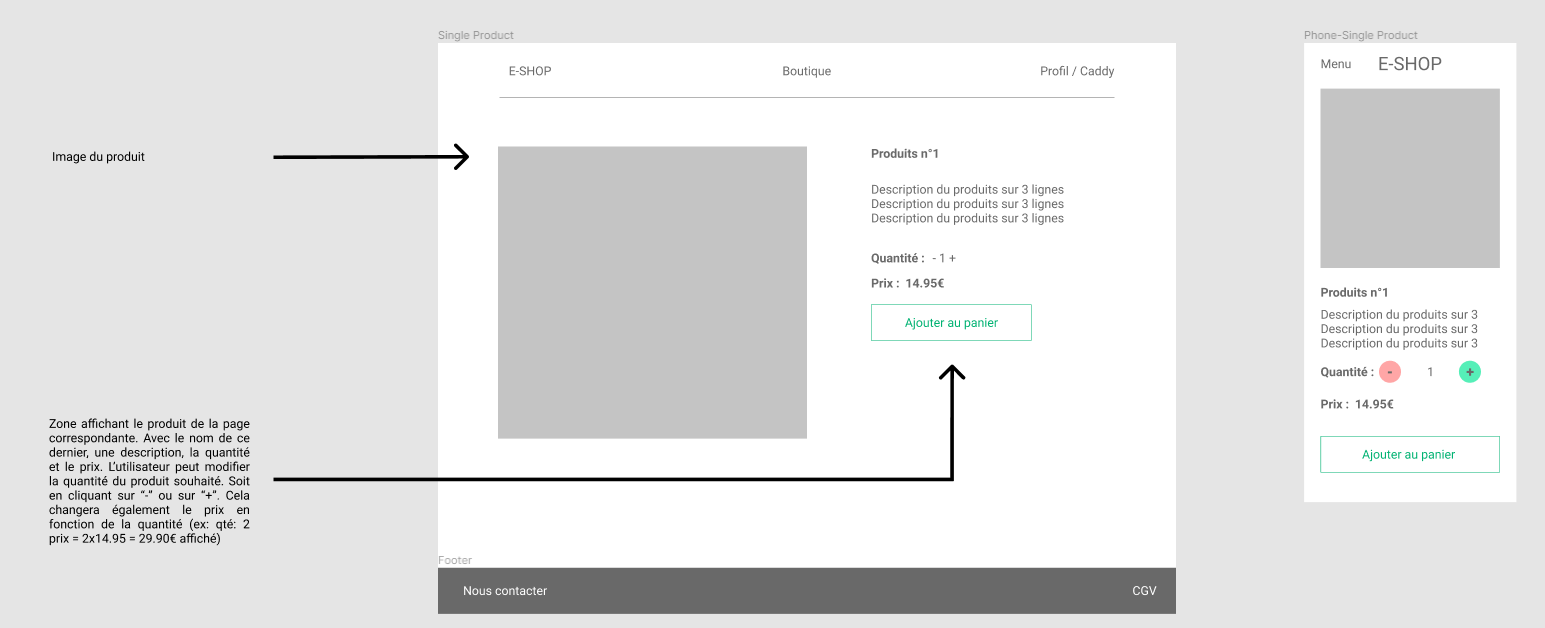 Single Product
Phone-Single Product
E-SHOP
Boutique
Profil / Caddy
Menu
E-SHOP
Image du produit
Produits n°1
Description du produits sur 3 lignes
Description du produits sur 3 lignes
Description du produits sur 3 lignes
Quantité : - 1 +
Prix : 14.95€
Ajouter au panier
Produits n°1
Description du produits sur 3
Description du produits sur 3
Description du produits sur 3
Quantité : - 1 +
Prix : 14.95€
Ajouter au panier
Zone affichant le produit de la page
correspondante. Avec le nom de ce
dernier, une description, la quantité
et le prix. L'utilisateur peut modifier
la quantité du produit souhaité. Soit
en cliquant sur “-” ou sur “+”. Cela
changera également le prix en
fonction de la quantité (ex: qté: 2
prix = 2x14.95 = 29.90€ affiché)
Footer
Nous contacter
CGV